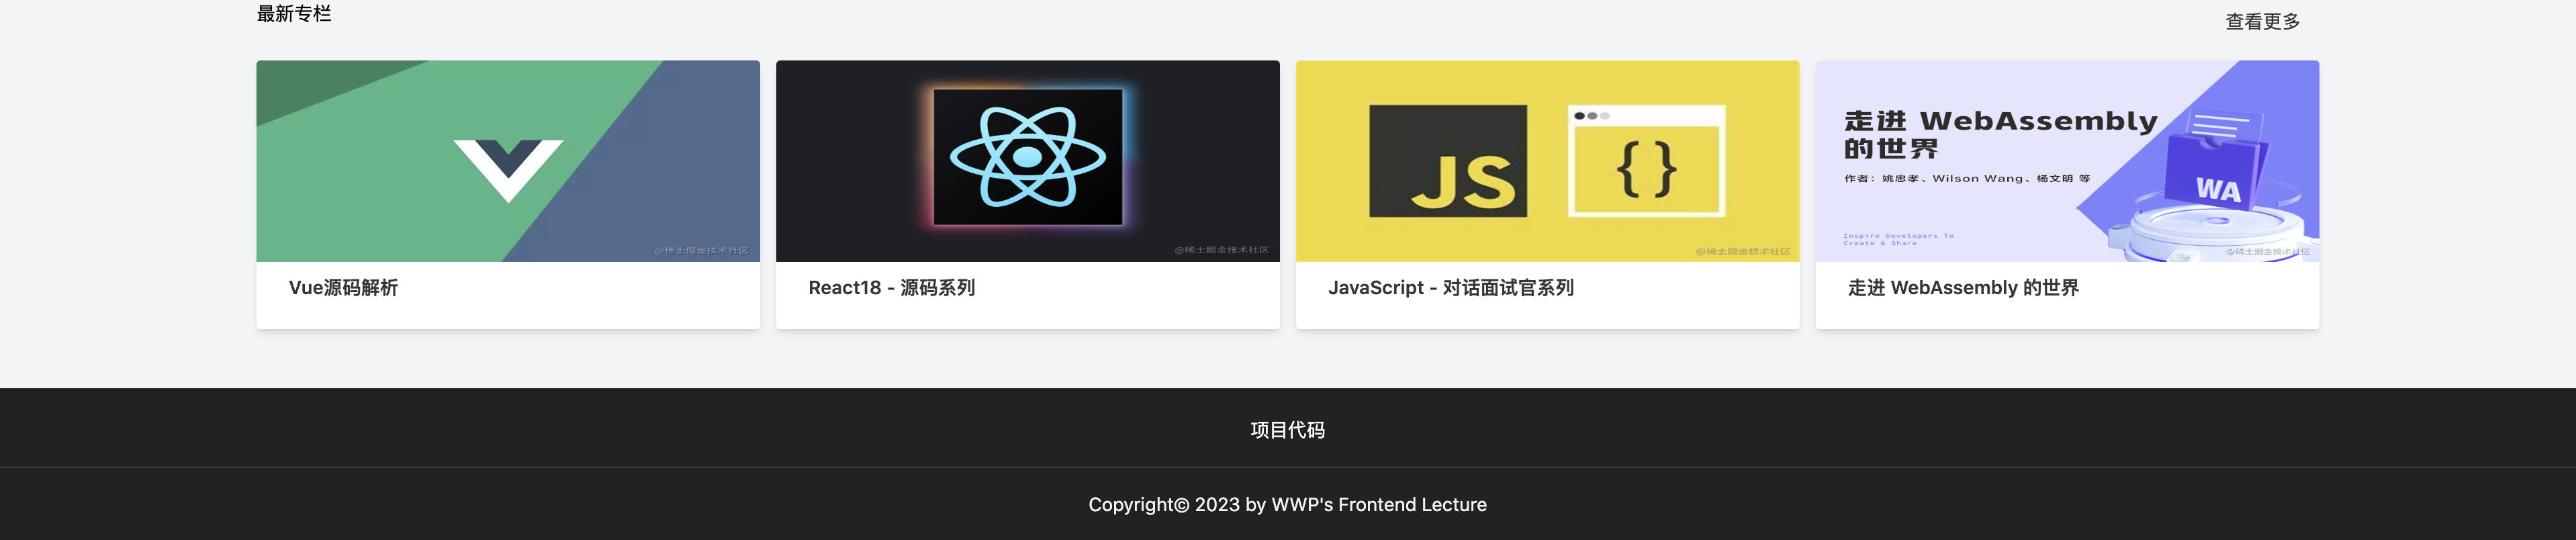 最新专栏
查看更多
@稀土掘金技术社区
@稀土掘金技术社区
JS
{ }
@稀土掘金技术社区
走进 WebAssembly
的世界
作者：姚忠孝、Wilson Wang、杨文明 等
WA
Inspire Developers To
Create & Share
@稀土掘金技术社区
Vue源码解析
React18 - 源码系列
JavaScript - 对话面试官系列
走进 WebAssembly 的世界
项目代码
Copyright© 2023 by WWP's Frontend Lecture